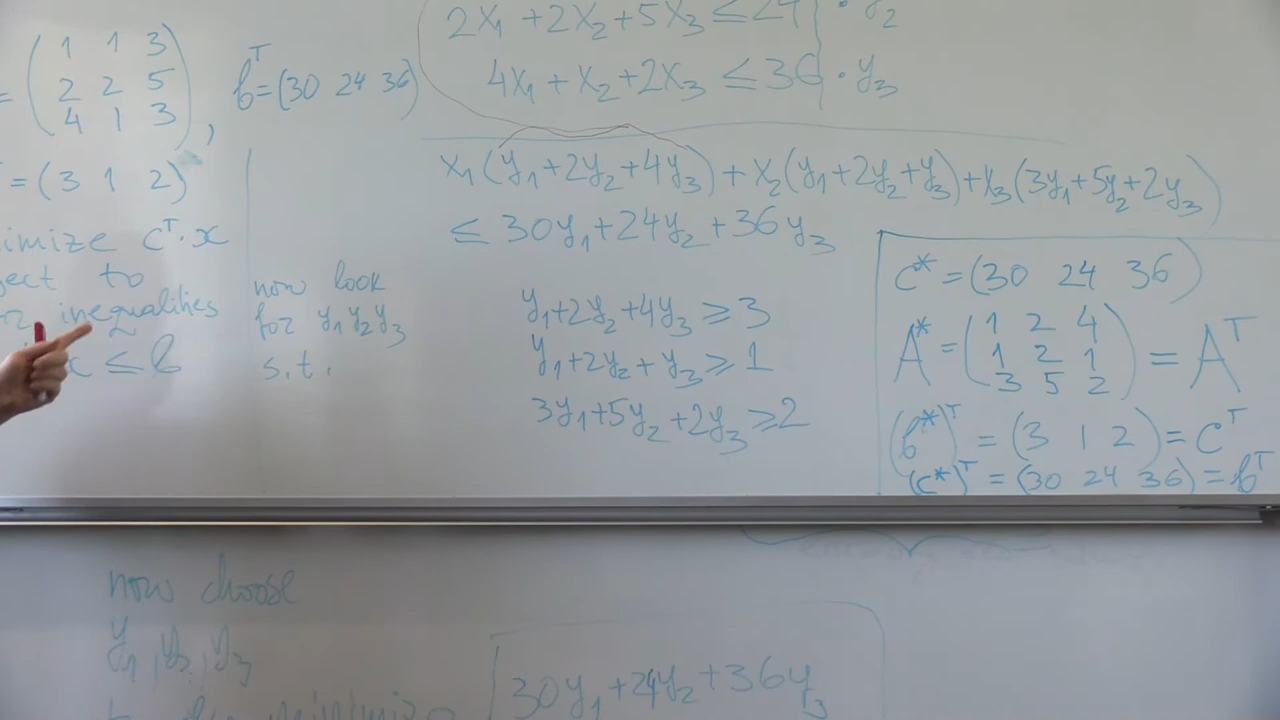 = ( 1 1 3
2 2 5
4 1 3 ) ,
b^T = (30 24 36)
= (3 1 2)
imize c^T · x
ject to
inequalities
x ≤ b
now look
for y₁ y₂ y₃
s.t.
2x₁ + 2x₂ + 5x₃ ≤ 24 | · y₂
4x₁ + x₂ + 2x₃ ≤ 36 | · y₃
x₁(y₁+2y₂+4y₃) + x₂(y₁+2y₂+y₃) + x₃(3y₁+5y₂+2y₃)
≤ 30y₁ + 24y₂ + 36y₃
y₁+2y₂+4y₃ ≥ 3
y₁+2y₂+y₃ ≥ 1
3y₁+5y₂+2y₃ ≥ 2
c* = (30 24 36)
A* = ( 1 2 4
1 2 1
3 5 2 ) = A^T
(b*)^T = (3 1 2) = c^T
(c*)^T = (30 24 36) = b^T
now choose
y₁, y₂, y₃
30y₁ + 24y₂ + 36y₃